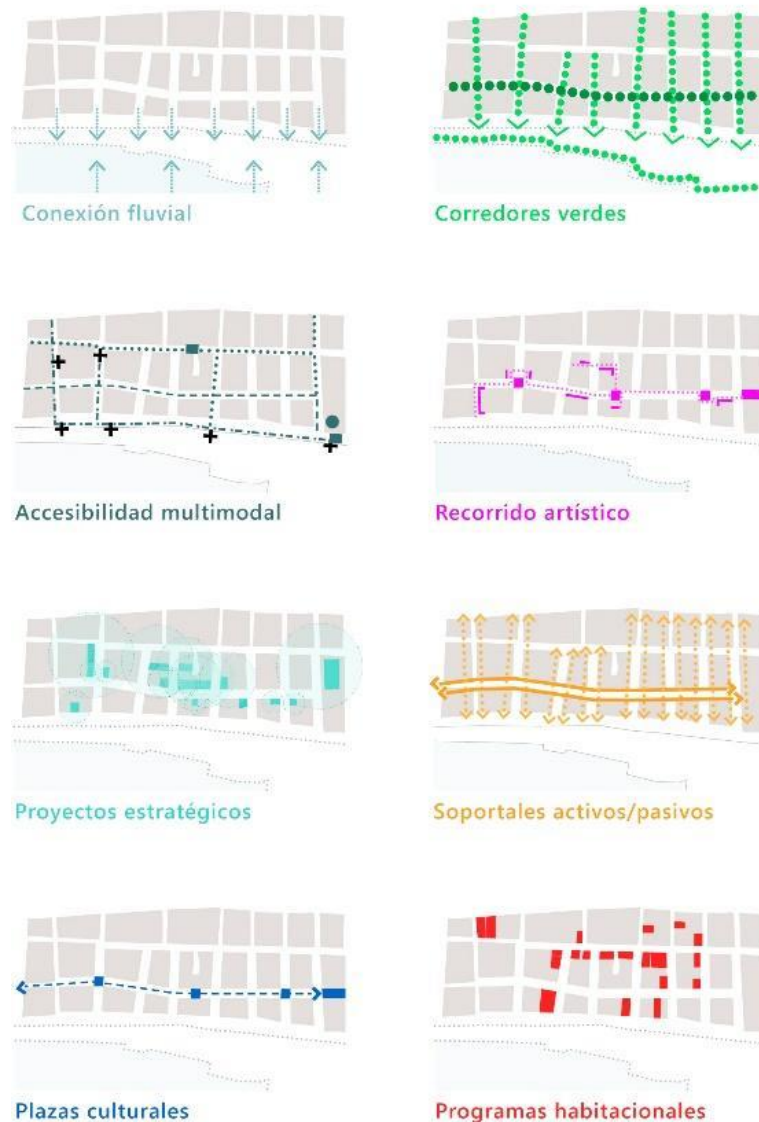 Conexión fluvial
Corredores verdes
Accesibilidad multimodal
Recorrido artístico
Proyectos estratégicos
Soportales activos/pasivos
Plazas culturales
Programas habitacionales